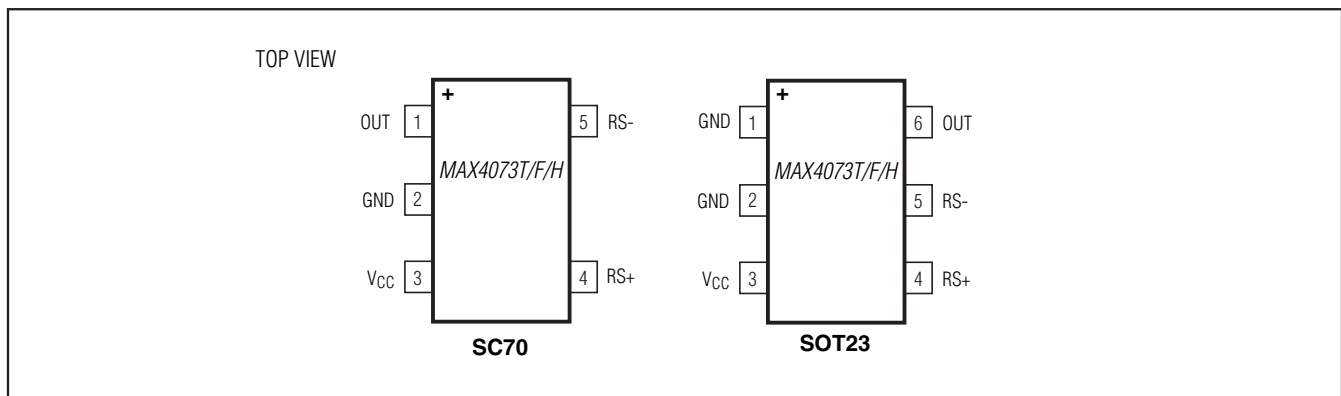 TOP VIEW
+
OUT 1
5 RS-
MAX4073T/F/H
GND 2
VCC 3
4 RS+
SC70
+
GND 1
6 OUT
MAX4073T/F/H
GND 2
5 RS-
VCC 3
4 RS+
SOT23